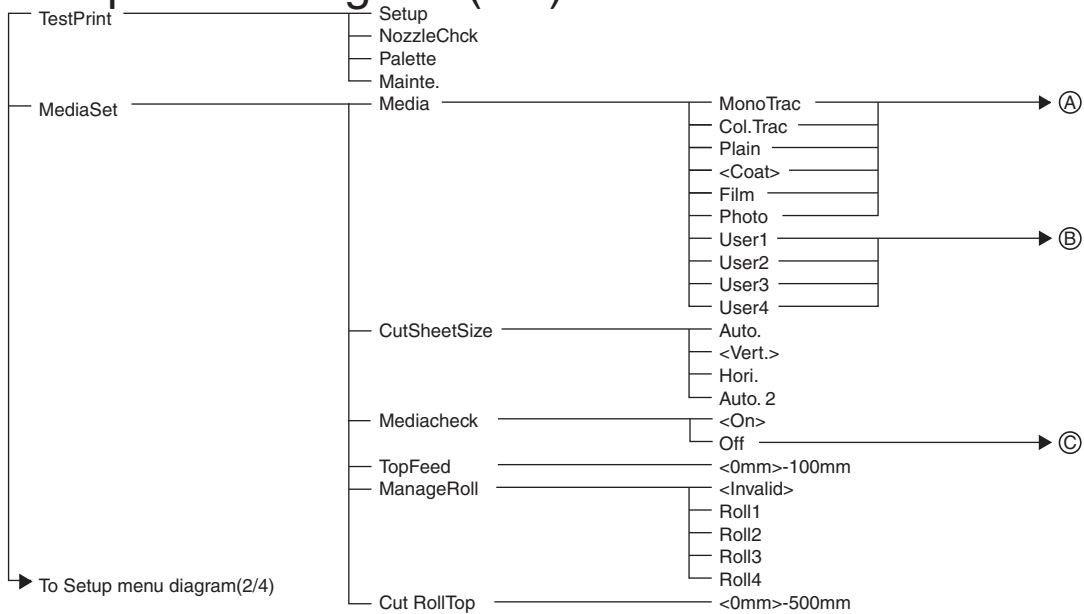 TestPrint
Setup
NozzleChck
Palette
Mainte.
MediaSet
Media
MonoTrac
A
Col.Trac
Plain
<Coat>
Film
Photo
User1
B
User2
User3
User4
CutSheetSize
Auto.
<Vert.>
Hori.
Auto. 2
Mediacheck
<On>
Off
C
TopFeed
<0mm>-100mm
ManageRoll
<Invalid>
Roll1
Roll2
Roll3
Roll4
To Setup menu diagram(2/4)
Cut RollTop
<0mm>-500mm